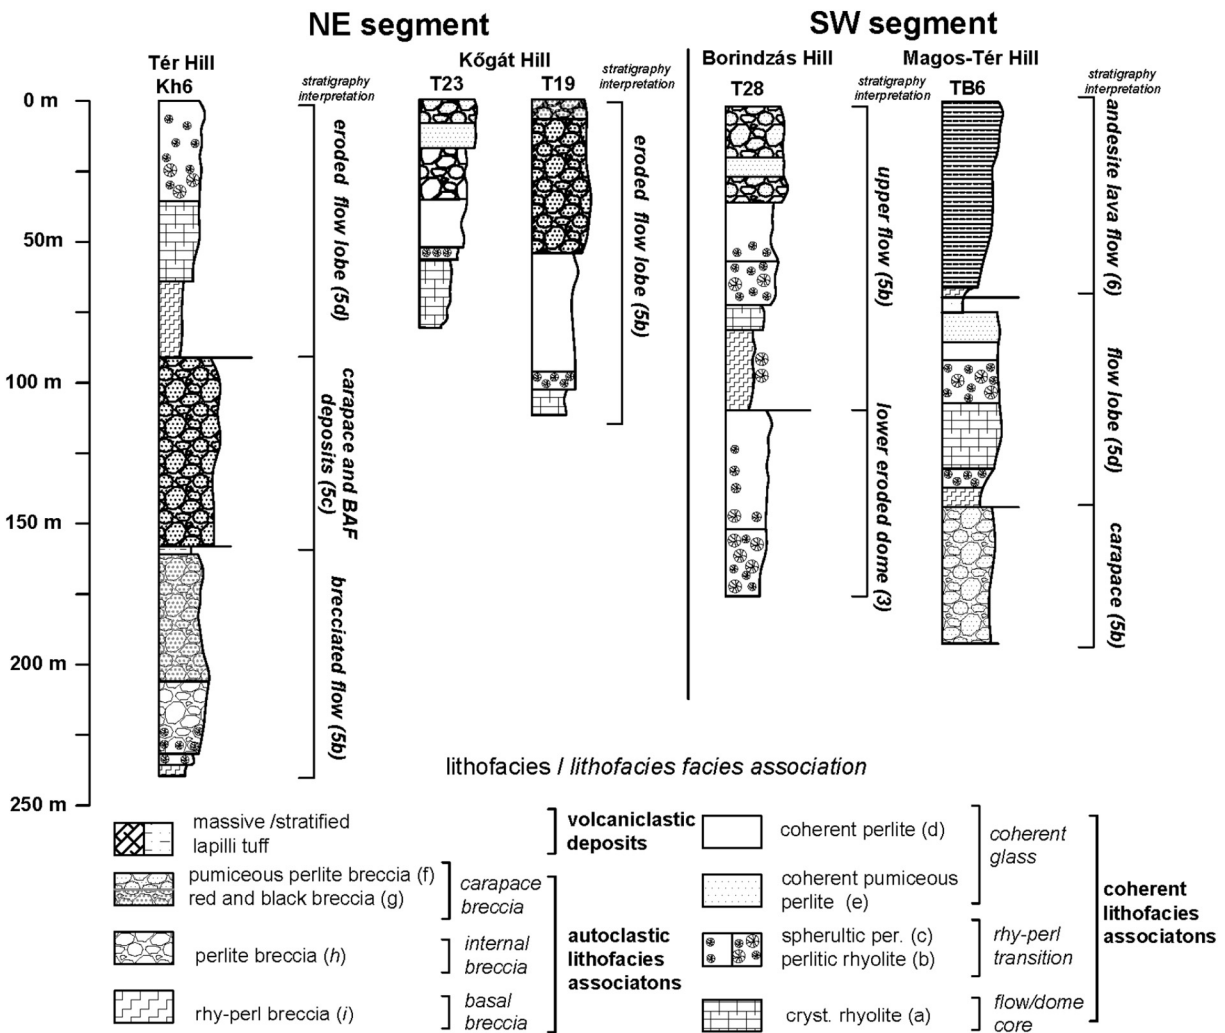 NE segment
SW segment
Tér Hill
Kh6
stratigraphy
interpretation
Kőgát Hill
T23
T19
stratigraphy
interpretation
Borindzás Hill
T28
stratigraphy
interpretation
Magos-Tér Hill
TB6
stratigraphy
interpretation
0 m
50m
100 m
150 m
200 m
250 m
eroded flow lobe (5d)
carapace and BAF
deposits (5c)
brecciated flow (5b)
eroded flow lobe (5b)
upper flow (5b)
lower eroded dome (3)
andesite lava flow (6)
flow lobe (5d)
carapace (5b)
lithofacies / lithofacies facies association
massive /stratified
lapilli tuff
volcaniclastic
deposits
pumiceous perlite breccia (f)
red and black breccia (g)
carapace
breccia
perlite breccia (h)
internal
breccia
rhy-perl breccia (i)
basal
breccia
autoclastic
lithofacies
associatons
coherent perlite (d)
coherent pumiceous
perlite (e)
coherent
glass
spherultic per. (c)
perlitic rhyolite (b)
rhy-perl
transition
cryst. rhyolite (a)
flow/dome
core
coherent
lithofacies
associatons